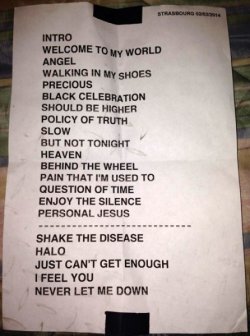 STRASBOURG 02/02/2014
INTRO
WELCOME TO MY WORLD
ANGEL
WALKING IN MY SHOES
PRECIOUS
BLACK CELEBRATION
SHOULD BE HIGHER
POLICY OF TRUTH
SLOW
BUT NOT TONIGHT
HEAVEN
BEHIND THE WHEEL
PAIN THAT I'M USED TO
QUESTION OF TIME
ENJOY THE SILENCE
PERSONAL JESUS
SHAKE THE DISEASE
HALO
JUST CAN'T GET ENOUGH
I FEEL YOU
NEVER LET ME DOWN